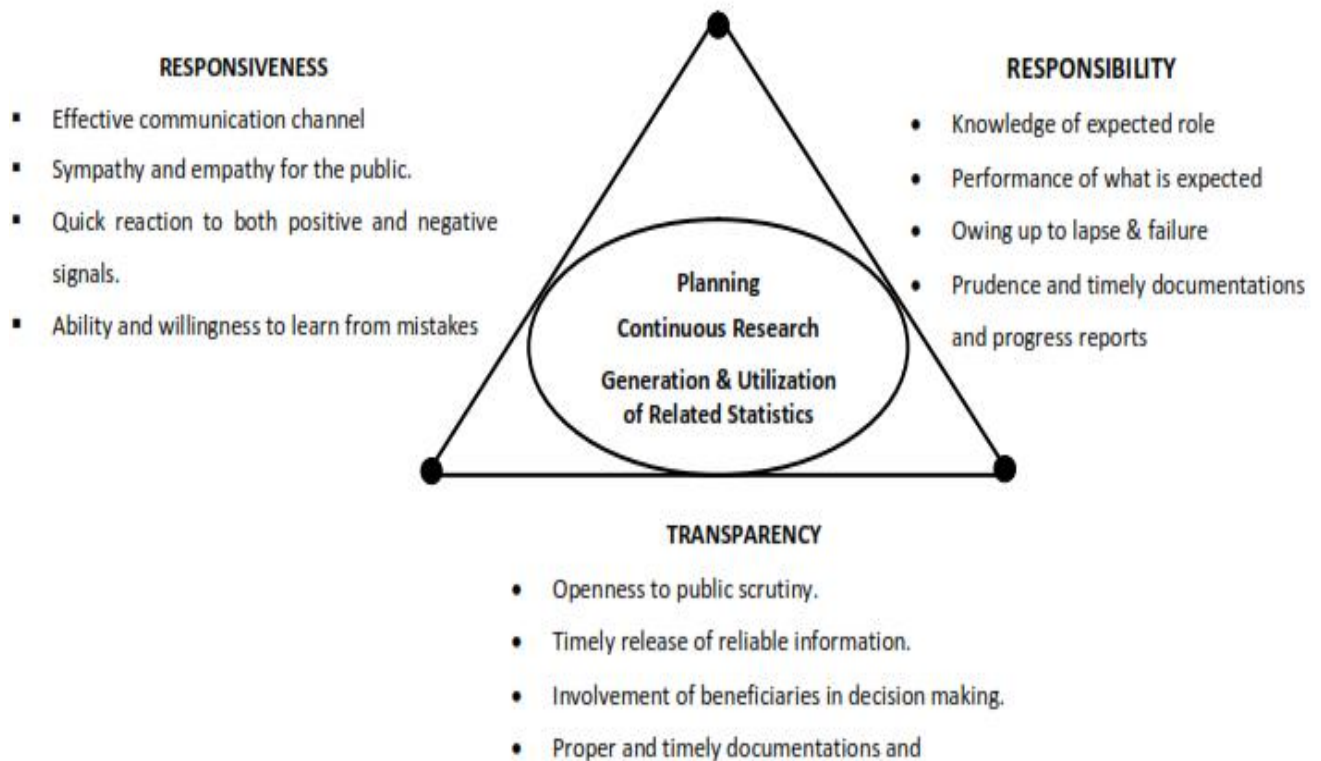 RESPONSIVENESS
▪ Effective communication channel
▪ Sympathy and empathy for the public.
▪ Quick reaction to both positive and negative
signals.
▪ Ability and willingness to learn from mistakes
RESPONSIBILITY
• Knowledge of expected role
• Performance of what is expected
• Owing up to lapse & failure
• Prudence and timely documentations
and progress reports
Planning
Continuous Research
Generation & Utilization
of Related Statistics
TRANSPARENCY
• Openness to public scrutiny.
• Timely release of reliable information.
• Involvement of beneficiaries in decision making.
• Proper and timely documentations and